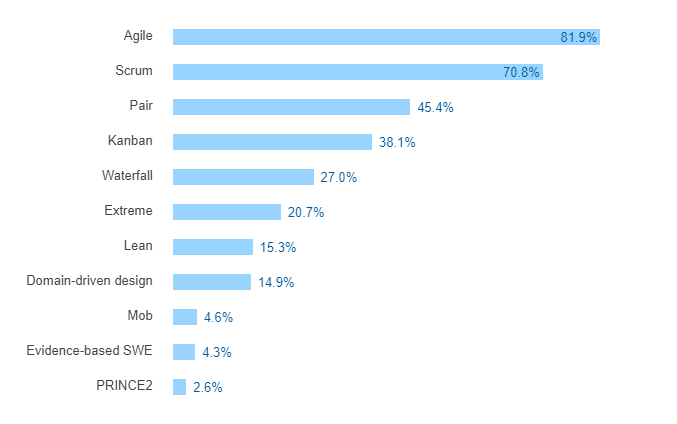 Agile 81.9%
Scrum 70.8%
Pair 45.4%
Kanban 38.1%
Waterfall 27.0%
Extreme 20.7%
Lean 15.3%
Domain-driven design 14.9%
Mob 4.6%
Evidence-based SWE 4.3%
PRINCE2 2.6%